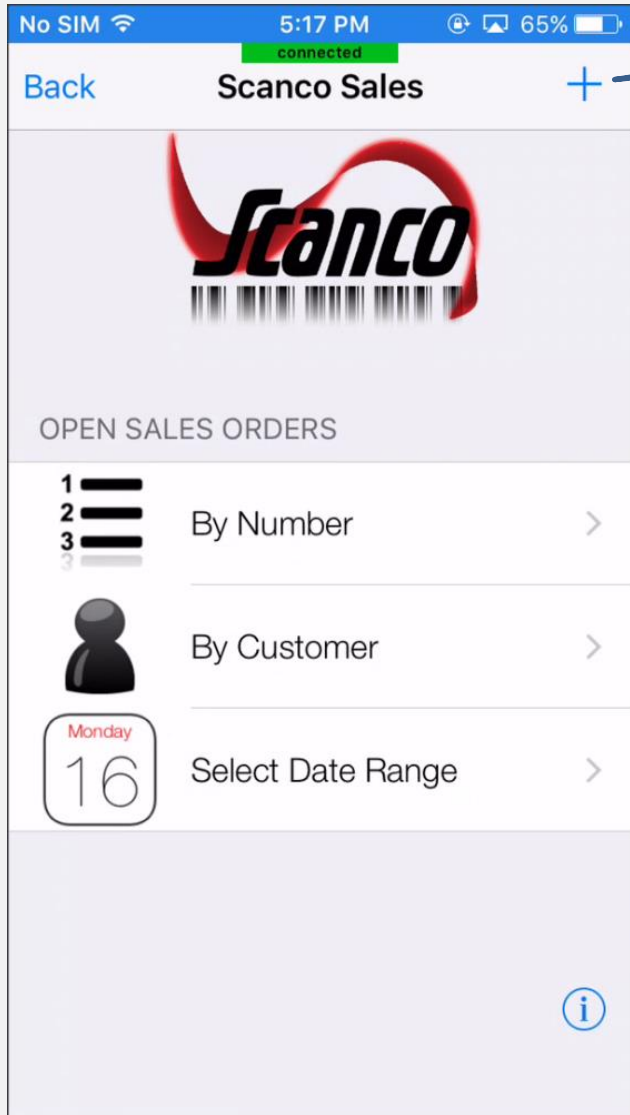 No SIM 5:17 PM 65%
connected
Back Scanco Sales +
Scanco
OPEN SALES ORDERS
1
2
3
3
By Number
By Customer
Monday
16
Select Date Range
i